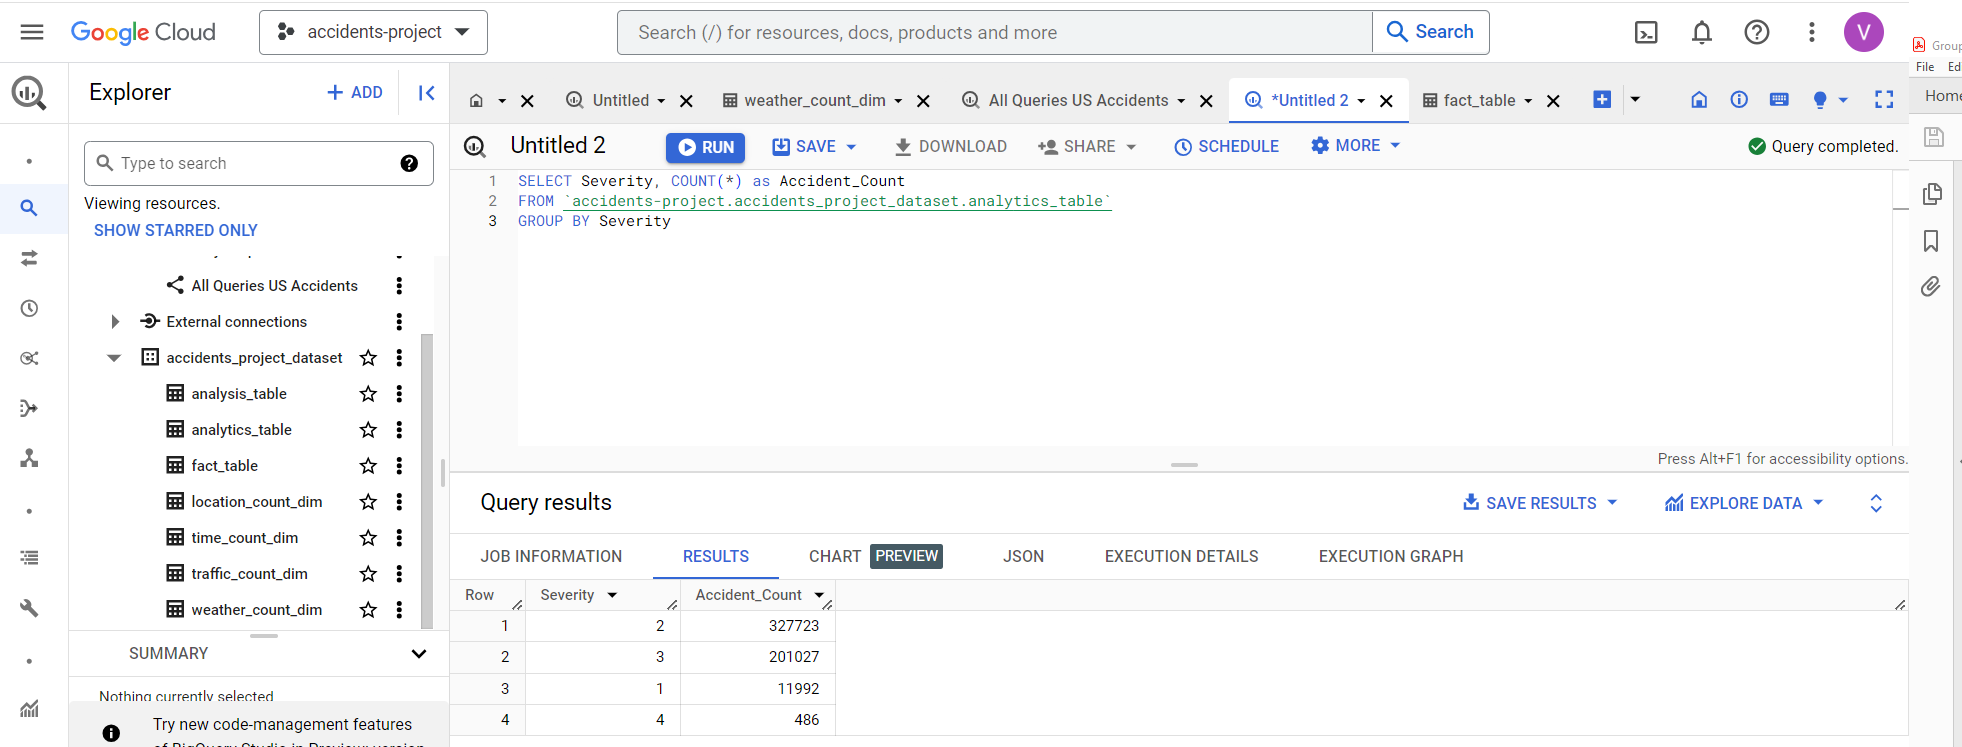 Google Cloud
accidents-project
Search (/) for resources, docs, products and more
Search
V
Group
File Ed
Home
Explorer
+ ADD
Untitled
weather_count_dim
All Queries US Accidents
*Untitled 2
fact_table
Untitled 2
RUN
SAVE
DOWNLOAD
SHARE
SCHEDULE
MORE
Query completed.
Type to search
Viewing resources.
SHOW STARRED ONLY
All Queries US Accidents
External connections
accidents_project_dataset
analysis_table
analytics_table
fact_table
location_count_dim
time_count_dim
traffic_count_dim
weather_count_dim
SUMMARY
Nothing currently selected
Try new code-management features
of BigQuery Studio in Preview version
1 SELECT Severity, COUNT(*) as Accident_Count
2 FROM `accidents-project.accidents_project_dataset.analytics_table`
3 GROUP BY Severity
Press Alt+F1 for accessibility options.
Query results
SAVE RESULTS
EXPLORE DATA
JOB INFORMATION
RESULTS
CHART PREVIEW
JSON
EXECUTION DETAILS
EXECUTION GRAPH
Row Severity Accident_Count
1 2 327723
2 3 201027
3 1 11992
4 4 486